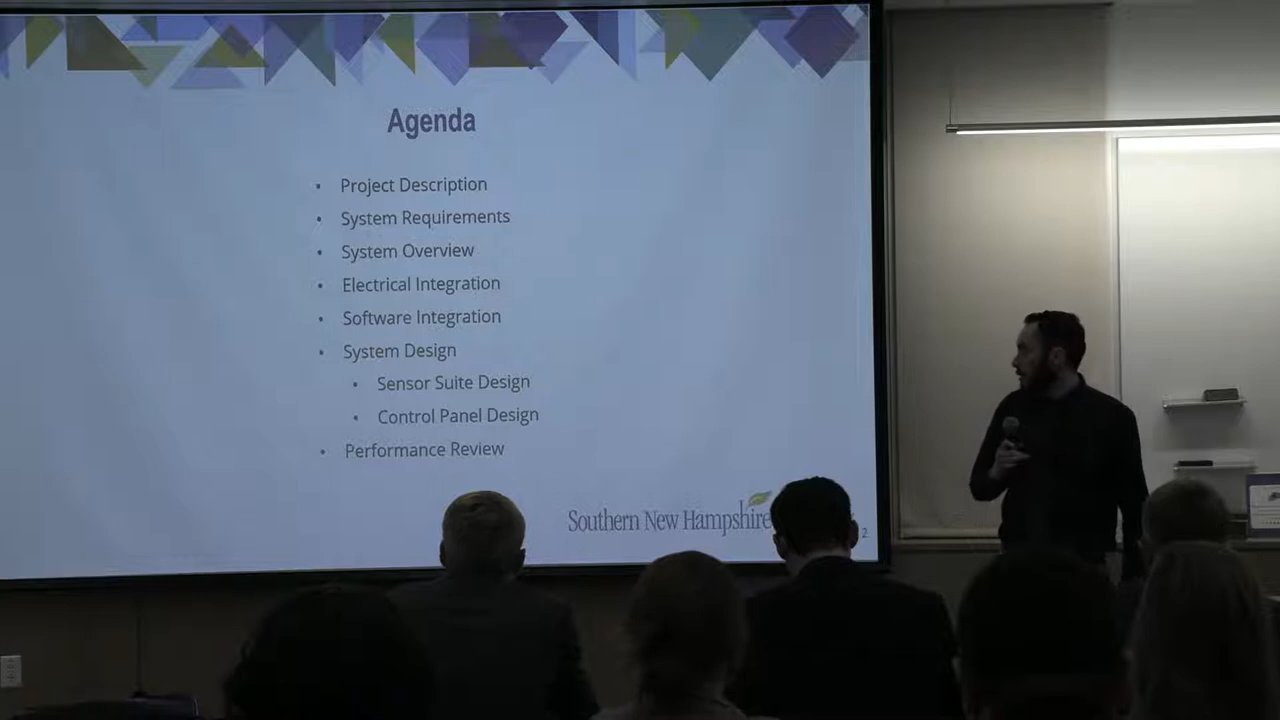 Agenda
• Project Description
• System Requirements
• System Overview
• Electrical Integration
• Software Integration
• System Design
• Sensor Suite Design
• Control Panel Design
• Performance Review
Southern New Hampshire
2